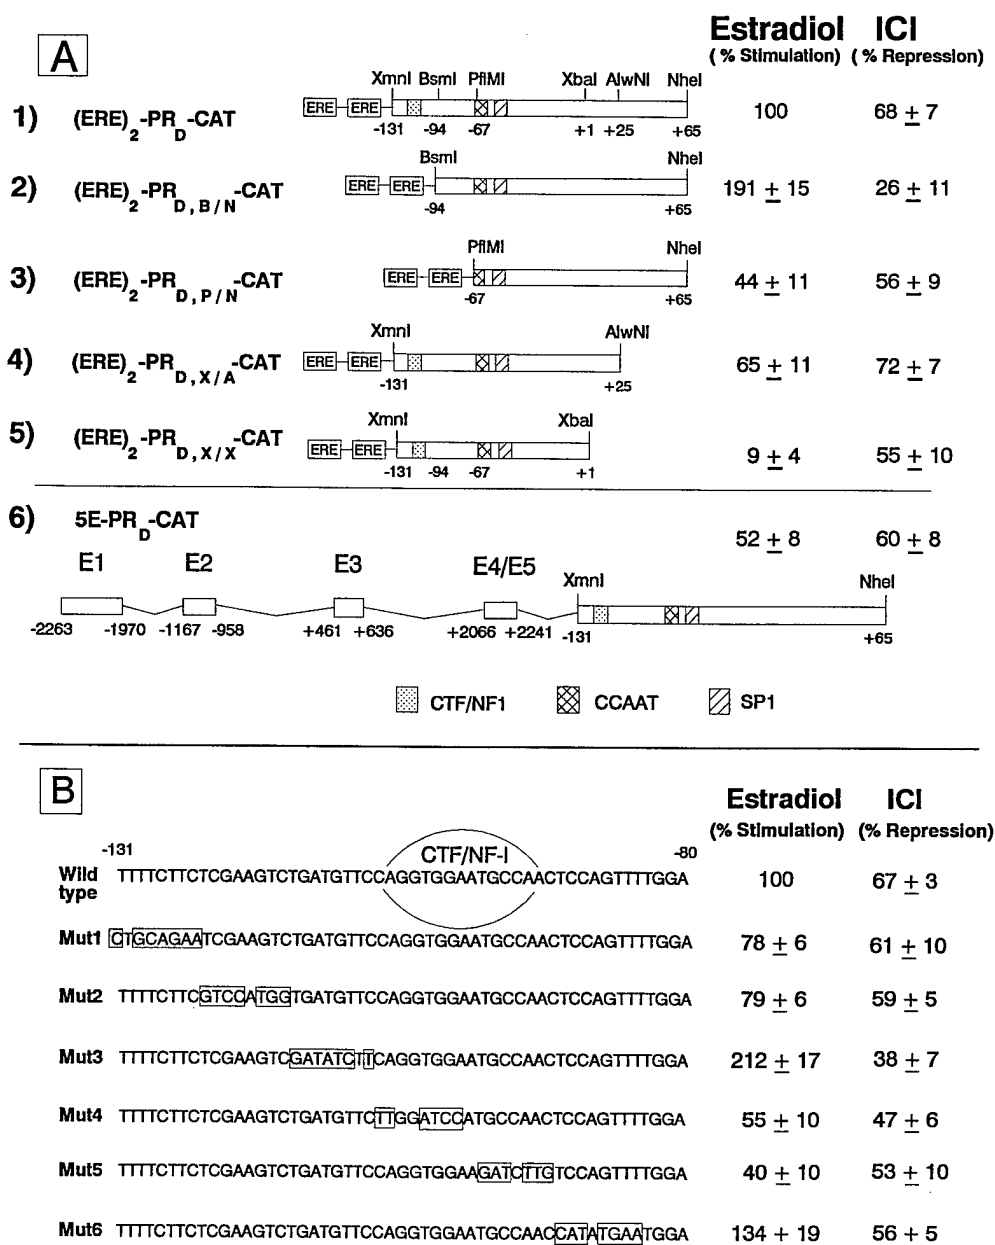 A
Estradiol ICI
(% Stimulation) (% Repression)
XmnI BsmI PflMI XbaI AlwNI NheI
1) (ERE)2-PRD-CAT ERE ERE 100 68 ± 7
-131 -94 -67 +1 +25 +65
BsmI NheI
2) (ERE)2-PRD,B/N-CAT ERE ERE 191 ± 15 26 ± 11
-94 +65
PflMI NheI
3) (ERE)2-PRD,P/N-CAT ERE ERE 44 ± 11 56 ± 9
-67 +65
XmnI AlwNI
4) (ERE)2-PRD,X/A-CAT ERE ERE 65 ± 11 72 ± 7
-131 +25
XmnI XbaI
5) (ERE)2-PRD,X/X-CAT ERE ERE 9 ± 4 55 ± 10
-131 -94 -67 +1
6) 5E-PRD-CAT 52 ± 8 60 ± 8
E1 E2 E3 E4/E5 XmnI NheI
-2263 -1970 -1167 -958 +461 +636 +2066 +2241 -131 +65
CTF/NF1 CCAAT SP1
B
Estradiol ICI
(% Stimulation) (% Repression)
-131 CTF/NF-I -80
Wild type TTTTCTTCTCGAAGTCTGATGTTCCAGGTGGAATGCCAACTCCAGTTTTGGA 100 67 ± 3
Mut1 CTGCAGAATCGAAGTCTGATGTTCCAGGTGGAATGCCAACTCCAGTTTTGGA 78 ± 6 61 ± 10
Mut2 TTTTCTTCGTCCATGGTGATGTTCCAGGTGGAATGCCAACTCCAGTTTTGGA 79 ± 6 59 ± 5
Mut3 TTTTCTTCTCGAAGTCGATATCTTCAGGTGGAATGCCAACTCCAGTTTTGGA 212 ± 17 38 ± 7
Mut4 TTTTCTTCTCGAAGTCTGATGTTCTTGGATCCATGCCAACTCCAGTTTTGGA 55 ± 10 47 ± 6
Mut5 TTTTCTTCTCGAAGTCTGATGTTCCAGGTGGAAGATCTTGTCCAGTTTTGGA 40 ± 10 53 ± 10
Mut6 TTTTCTTCTCGAAGTCTGATGTTCCAGGTGGAATGCCAACCATATGAATGGA 134 + 19 56 + 5